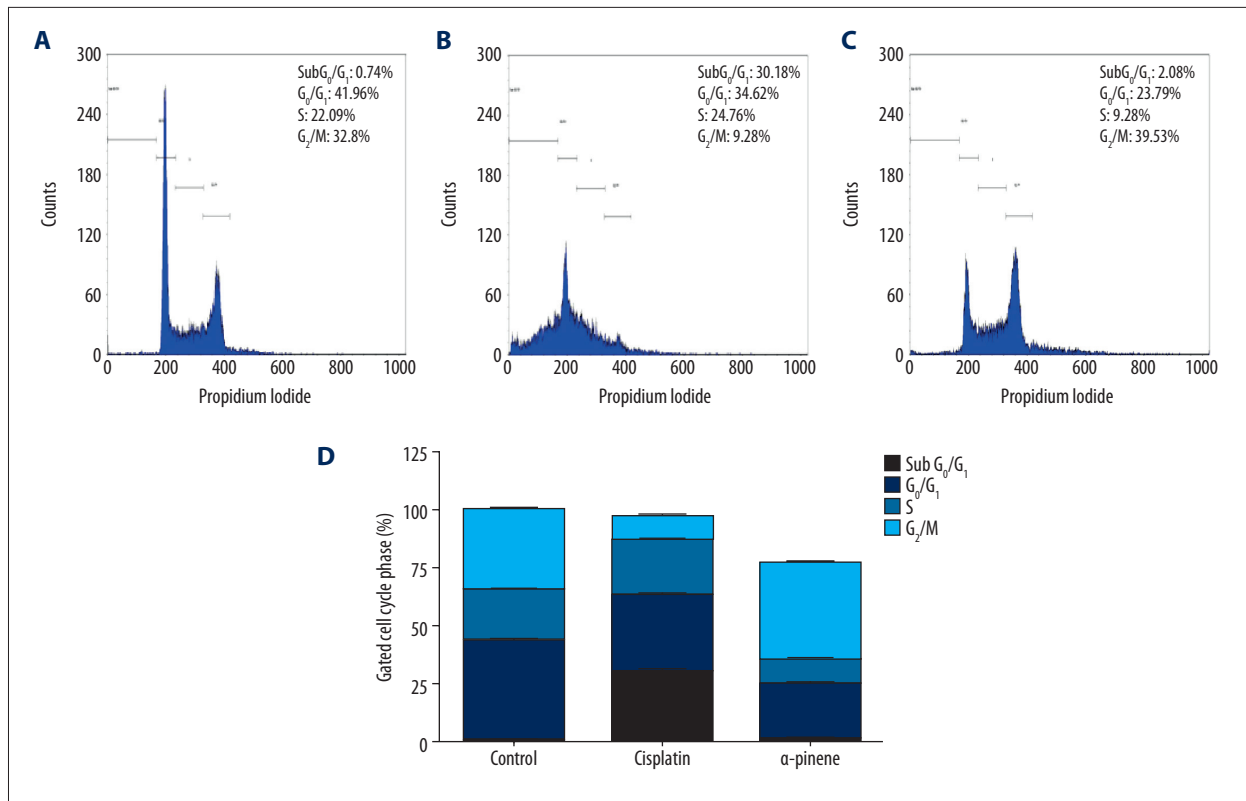 A
300
240
180
120
60
0
Counts
SubG₀/G₁: 0.74%
G₀/G₁: 41.96%
S: 22.09%
G₂/M: 32.8%
0 200 400 600 800 1000
Propidium Iodide
B
300
240
180
120
60
0
Counts
SubG₀/G₁: 30.18%
G₀/G₁: 34.62%
S: 24.76%
G₂/M: 9.28%
0 200 400 600 800 1000
Propidium Iodide
C
300
240
180
120
60
0
Counts
SubG₀/G₁: 2.08%
G₀/G₁: 23.79%
S: 9.28%
G₂/M: 39.53%
0 200 400 600 800 1000
Propidium Iodide
D
125
100
75
50
25
0
Gated cell cycle phase (%)
Control Cisplatin α-pinene
Sub G₀/G₁
G₀/G₁
S
G₂/M